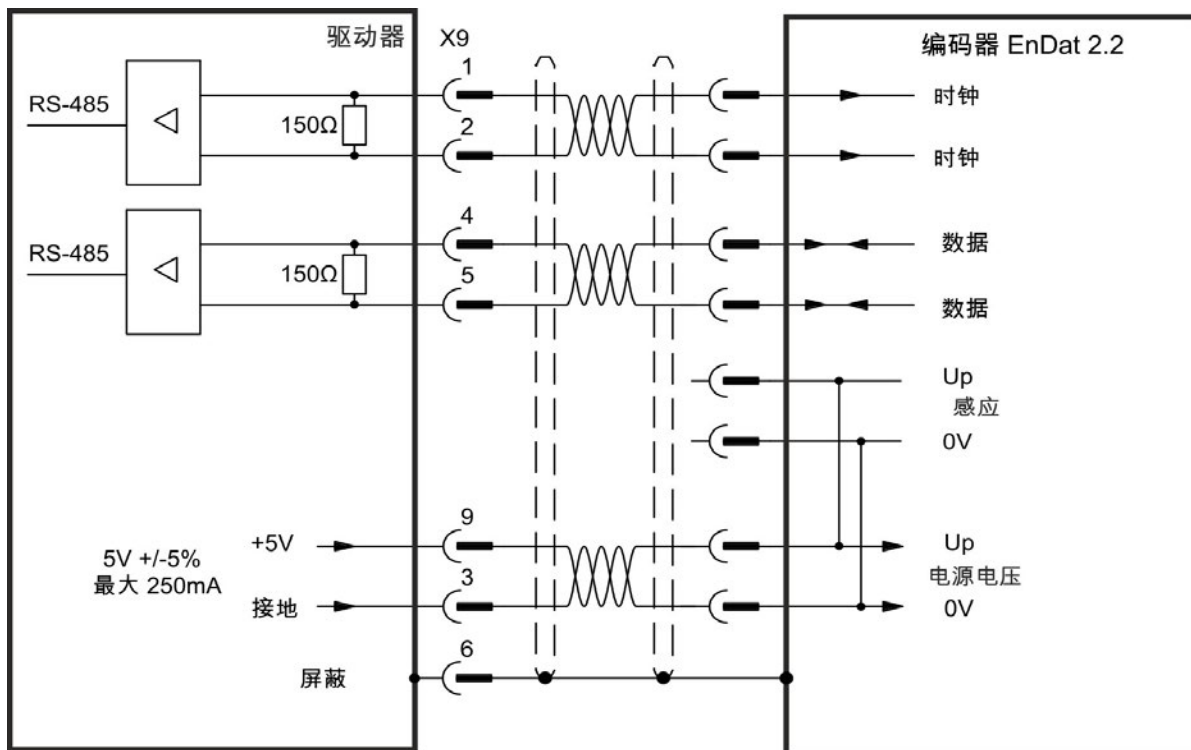 驱动器
X9
编码器 EnDat 2.2
1
RS-485
150Ω
时钟
2
时钟
4
RS-485
150Ω
数据
5
数据
Up
感应
0V
9
5V +/-5%
最大 250mA
+5V
Up
电源电压
3
接地
0V
6
屏蔽